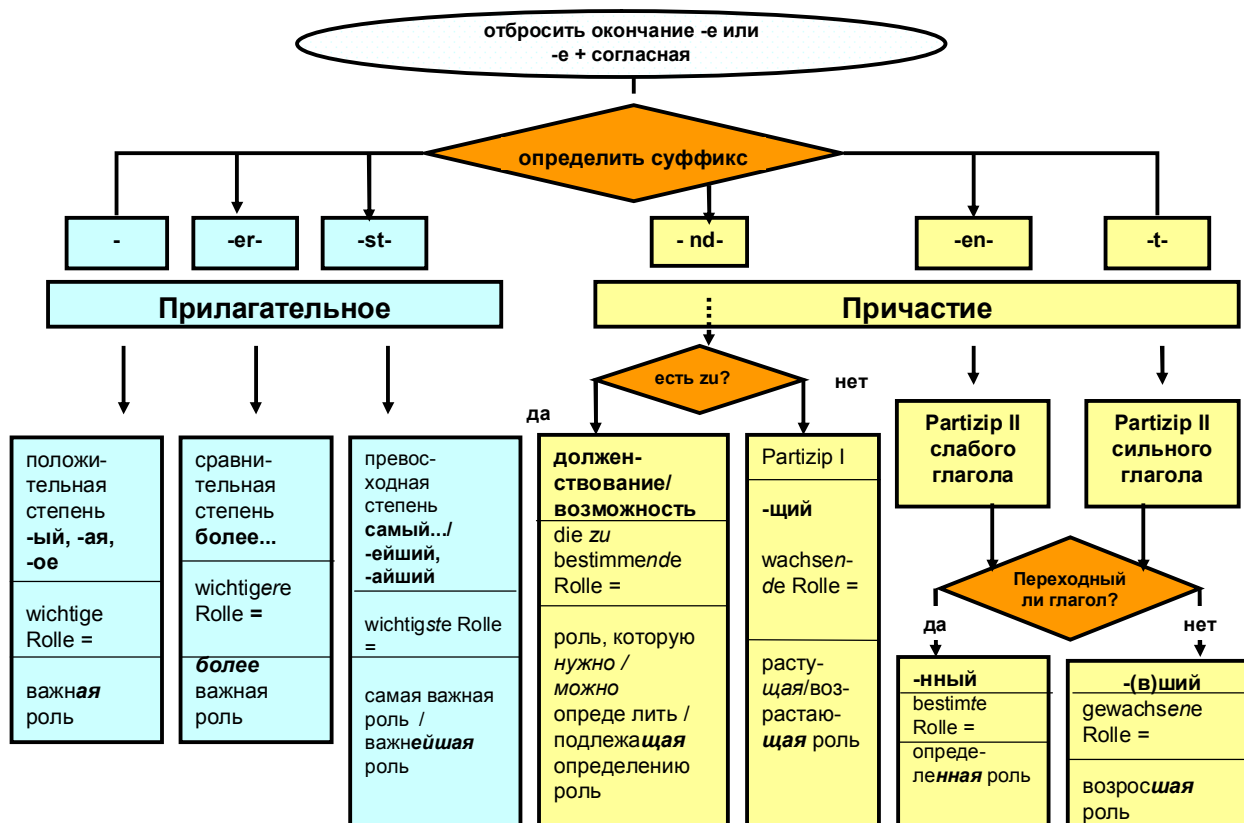 отбросить окончание -е или
-е + согласная
определить суффикс
-
-er-
-st-
- nd-
-en-
-t-
Прилагательное
Причастие
есть zu?
да
нет
Partizip II
слабого
глагола
Partizip II
сильного
глагола
положи-
тельная
степень
-ый, -ая,
-ое
wichtige
Rolle =
важная
роль
сравни-
тельная
степень
более...
wichtigere
Rolle =
более
важная
роль
превос-
ходная
степень
самый.../
-ейший,
-айший
wichtigste Rolle
=
самая важная
роль /
важнейшая
роль
должен-
ствование/
возможность
die zu
bestimmende
Rolle =
роль, которую
нужно /
можно
опреде лить /
подлежащая
определению
роль
Partizip I
-щий
wachsen-
de Rolle =
расту-
щая/воз-
растаю-
щая роль
Переходный
ли глагол?
да
нет
-нный
bestimte
Rolle =
опреде-
ленная роль
-(в)ший
gewachsene
Rolle =
возросшая
роль